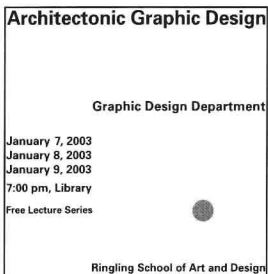 Architectonic Graphic Design
Graphic Design Department
January 7, 2003
January 8, 2003
January 9, 2003
7:00 pm, Library
Free Lecture Series
Ringling School of Art and Design